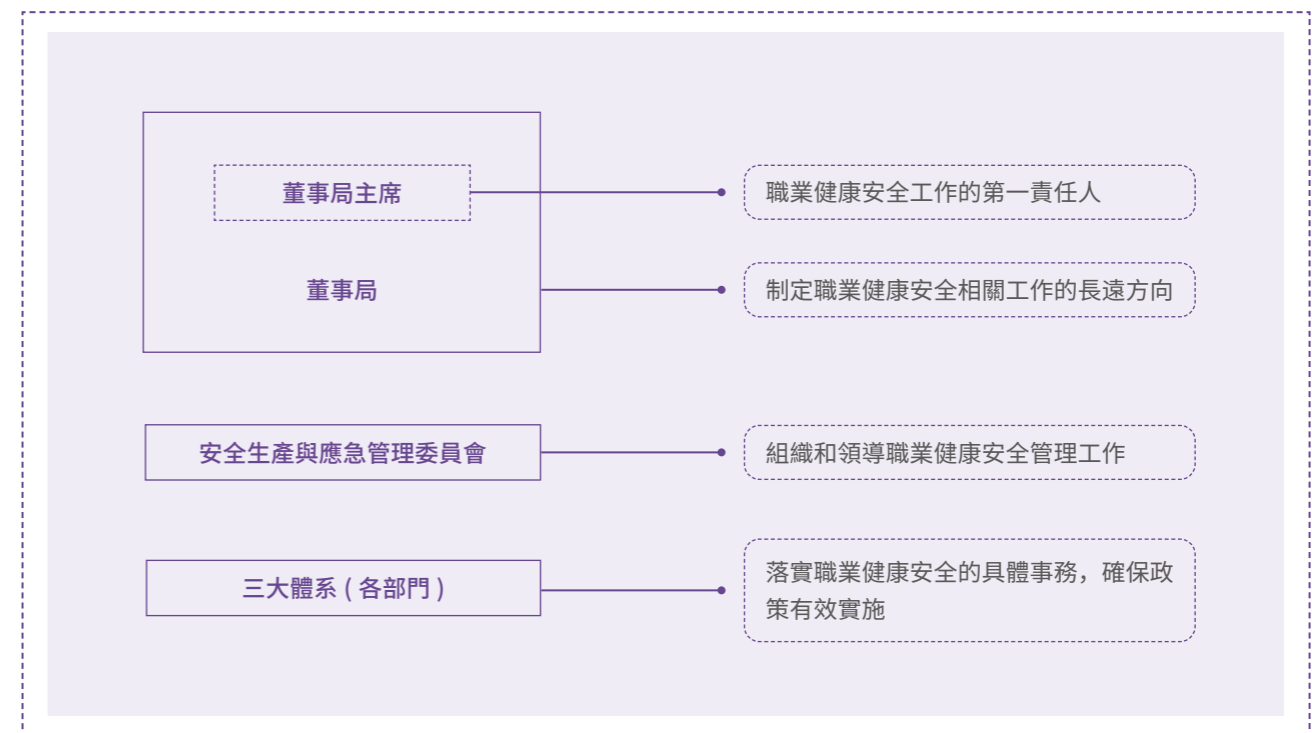 董事局主席
職業健康安全工作的第一責任人
董事局
制定職業健康安全相關工作的長遠方向
安全生產與應急管理委員會
組織和領導職業健康安全管理工作
三大體系 ( 各部門 )
落實職業健康安全的具體事務，確保政
策有效實施